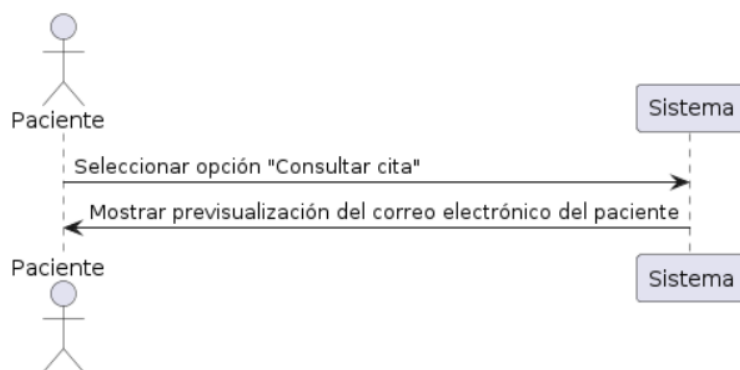 Paciente
Sistema
Seleccionar opción "Consultar cita"
Mostrar previsualización del correo electrónico del paciente
Paciente
Sistema